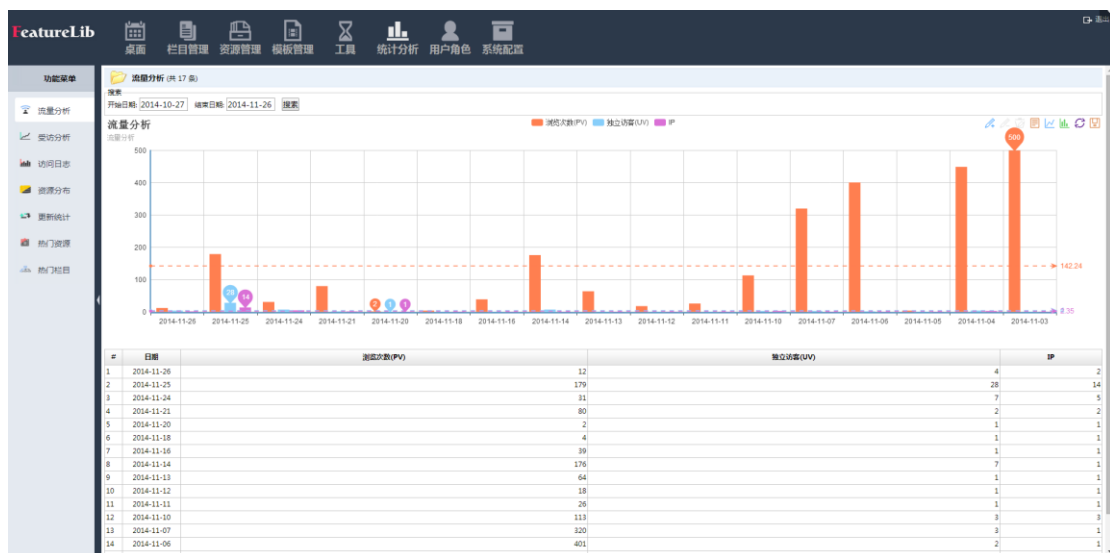 FeatureLib
桌面 栏目管理 资源管理 模板管理 工具 统计分析 用户角色 系统配置
功能菜单
流量分析
受访分析
访问日志
资源分布
更新统计
热门资源
热门栏目
流量分析 (共 17 条)
搜索
开始日期: 2014-10-27 结束日期: 2014-11-26 搜索
流量分析
流量分析
浏览次数(PV) 独立访客(UV) IP
500
500
400
300
200
142.24
100
28
14
2 1 1
0
2014-11-26 2014-11-25 2014-11-24 2014-11-21 2014-11-20 2014-11-18 2014-11-16 2014-11-14 2014-11-13 2014-11-12 2014-11-11 2014-11-10 2014-11-07 2014-11-06 2014-11-05 2014-11-04 2014-11-03
# 日期 浏览次数(PV) 独立访客(UV) IP
1 2014-11-26 12 4 2
2 2014-11-25 179 28 14
3 2014-11-24 31 7 5
4 2014-11-21 80 2 2
5 2014-11-20 2 1 1
6 2014-11-18 4 1 1
7 2014-11-16 39 1 1
8 2014-11-14 176 7 1
9 2014-11-13 64 1 1
10 2014-11-12 18 1 1
11 2014-11-11 26 1 1
12 2014-11-10 113 3 3
13 2014-11-07 320 3 1
14 2014-11-06 401 2 1